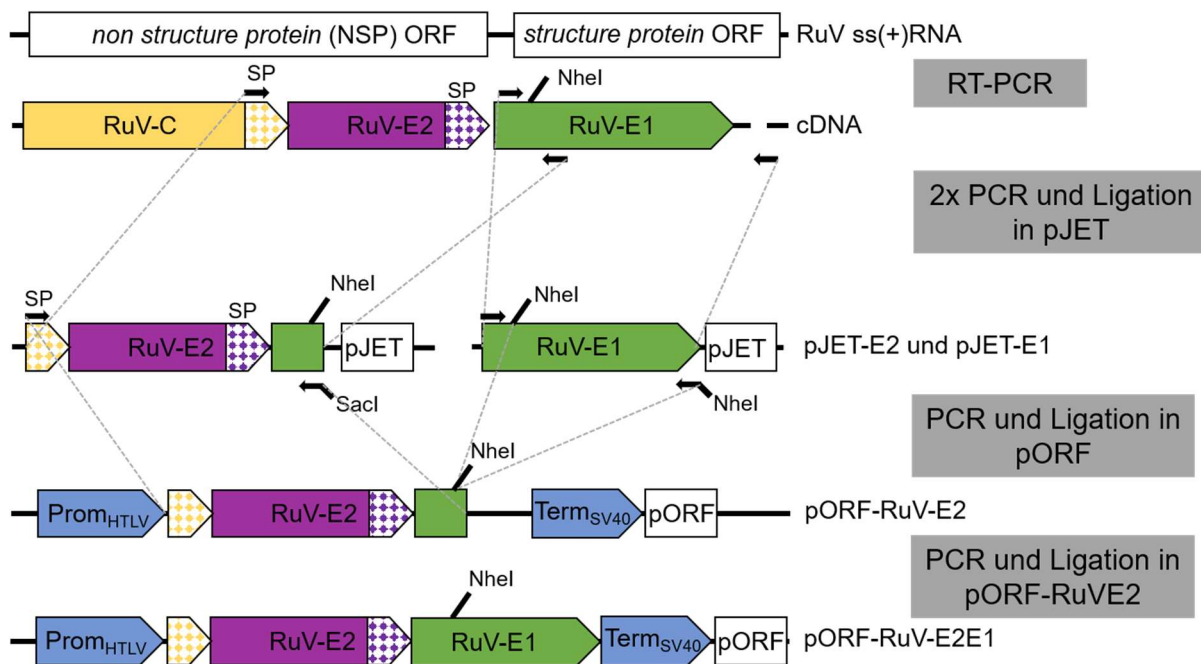 non structure protein (NSP) ORF
structure protein ORF
RuV ss(+)RNA
RT-PCR
SP
SP
NheI
RuV-C
RuV-E2
RuV-E1
cDNA
2x PCR und Ligation
in pJET
SP
SP
NheI
NheI
RuV-E2
pJET
RuV-E1
pJET
pJET-E2 und pJET-E1
SacI
NheI
PCR und Ligation in
pORF
NheI
PromHTLV
RuV-E2
TermSV40
pORF
pORF-RuV-E2
PCR und Ligation in
pORF-RuVE2
NheI
PromHTLV
RuV-E2
RuV-E1
TermSV40
pORF
pORF-RuV-E2E1